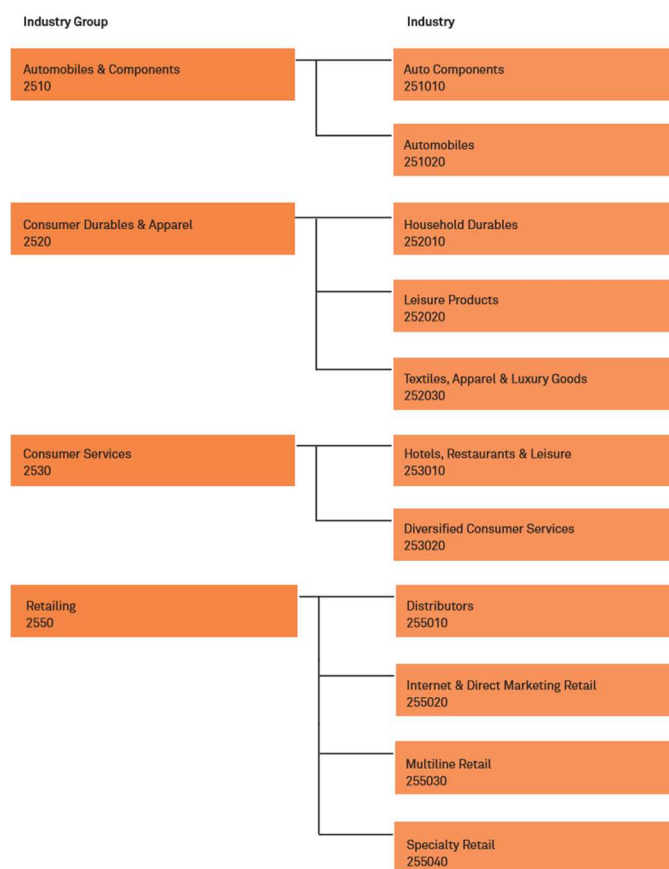 Industry Group
Industry
Automobiles & Components
2510
Auto Components
251010
Automobiles
251020
Consumer Durables & Apparel
2520
Household Durables
252010
Leisure Products
252020
Textiles, Apparel & Luxury Goods
252030
Consumer Services
2530
Hotels, Restaurants & Leisure
253010
Diversified Consumer Services
253020
Retailing
2550
Distributors
255010
Internet & Direct Marketing Retail
255020
Multiline Retail
255030
Specialty Retail
255040